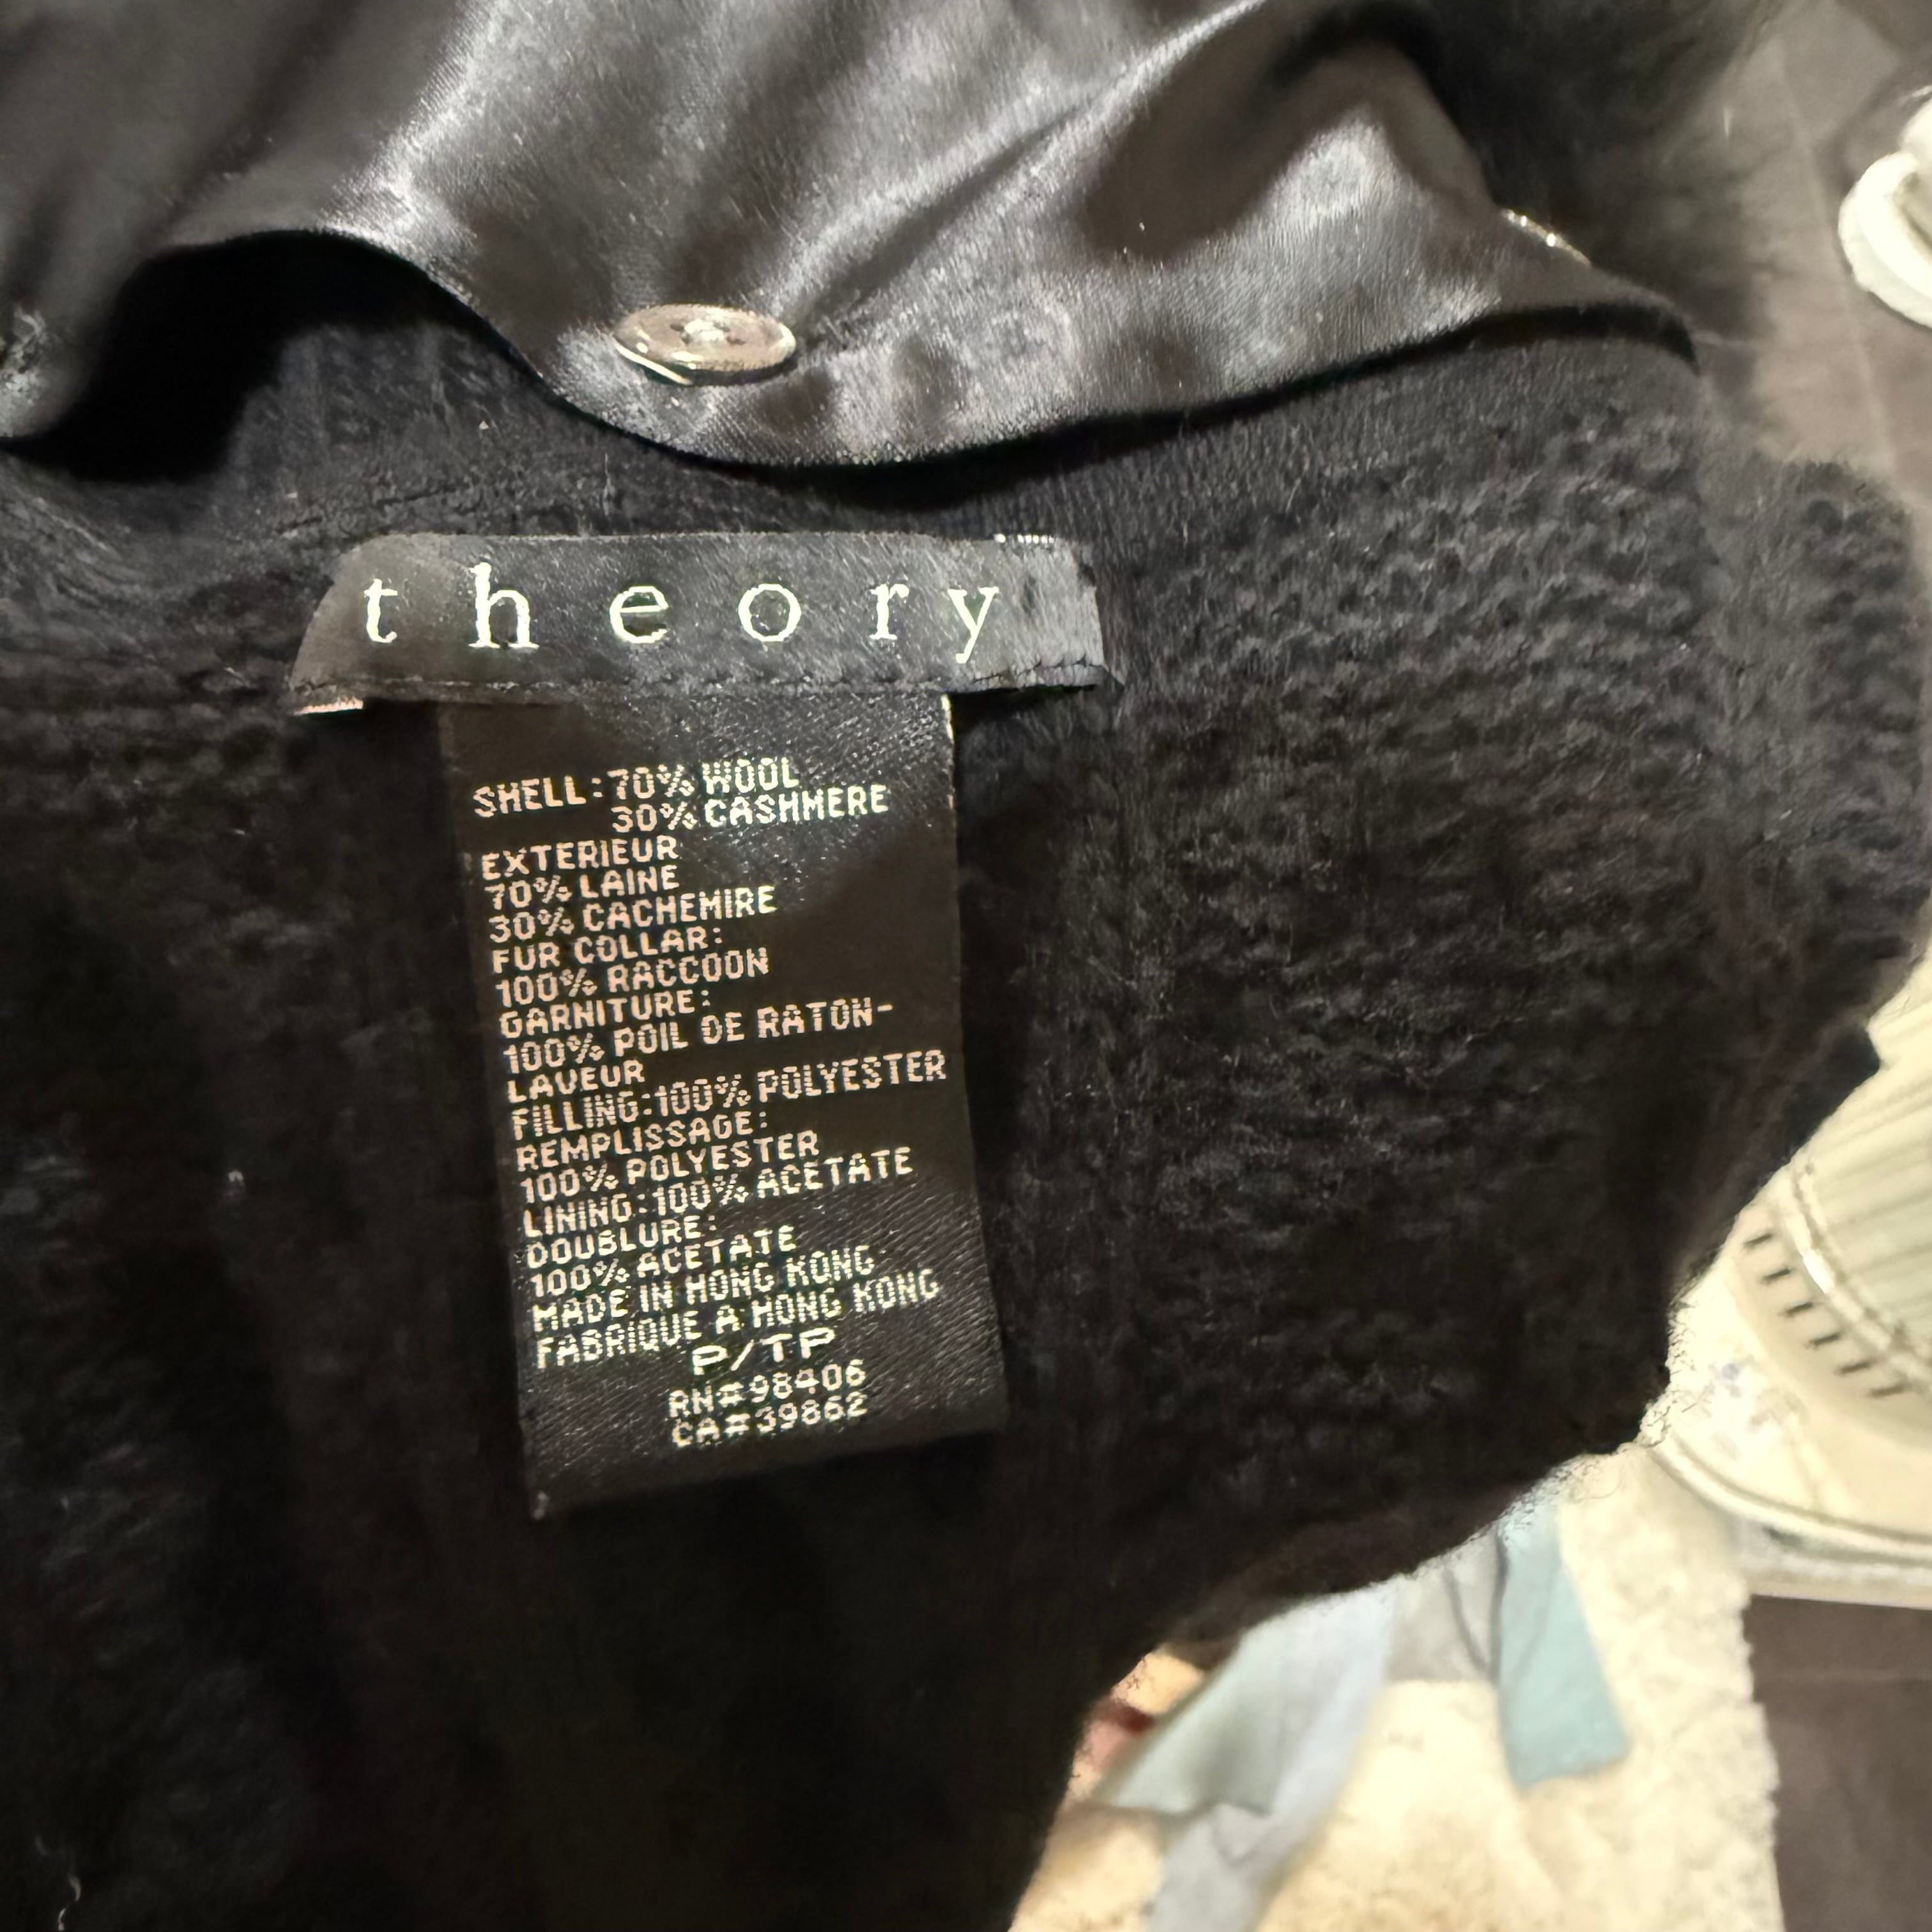 theory
SHELL:70% WOOL
30% CASHMERE
EXTERIEUR
70% LAINE
30% CACHEMIRE
FUR COLLAR:
100% RACCOON
GARNITURE:
100% POIL DE RATON-
LAVEUR
FILLING:100% POLYESTER
REMPLISSAGE:
100% POLYESTER
LINING:100% ACETATE
DOUBLURE:
100% ACETATE
MADE IN HONG KONG
FABRIQUE A HONG KONG
P/TP
RN#98406
CA#39862